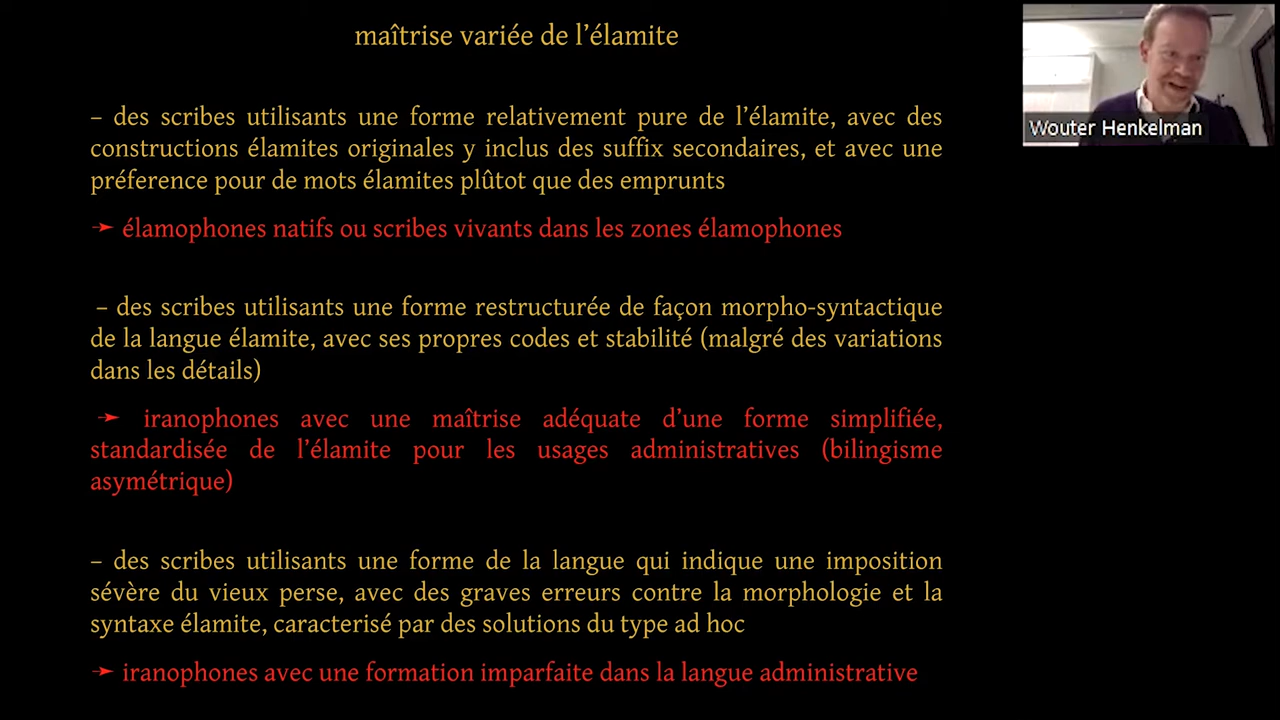 maîtrise variée de l’élamite
– des scribes utilisants une forme relativement pure de l’élamite, avec des
constructions élamites originales y inclus des suffix secondaires, et avec une
préference pour de mots élamites plûtot que des emprunts
➛ élamophones natifs ou scribes vivants dans les zones élamophones
– des scribes utilisants une forme restructurée de façon morpho-syntactique
de la langue élamite, avec ses propres codes et stabilité (malgré des variations
dans les détails)
➛ iranophones avec une maîtrise adéquate d’une forme simplifiée,
standardisée de l’élamite pour les usages administratives (bilingisme
asymétrique)
– des scribes utilisants une forme de la langue qui indique une imposition
sévère du vieux perse, avec des graves erreurs contre la morphologie et la
syntaxe élamite, caracterisé par des solutions du type ad hoc
➛ iranophones avec une formation imparfaite dans la langue administrative
Wouter Henkelman